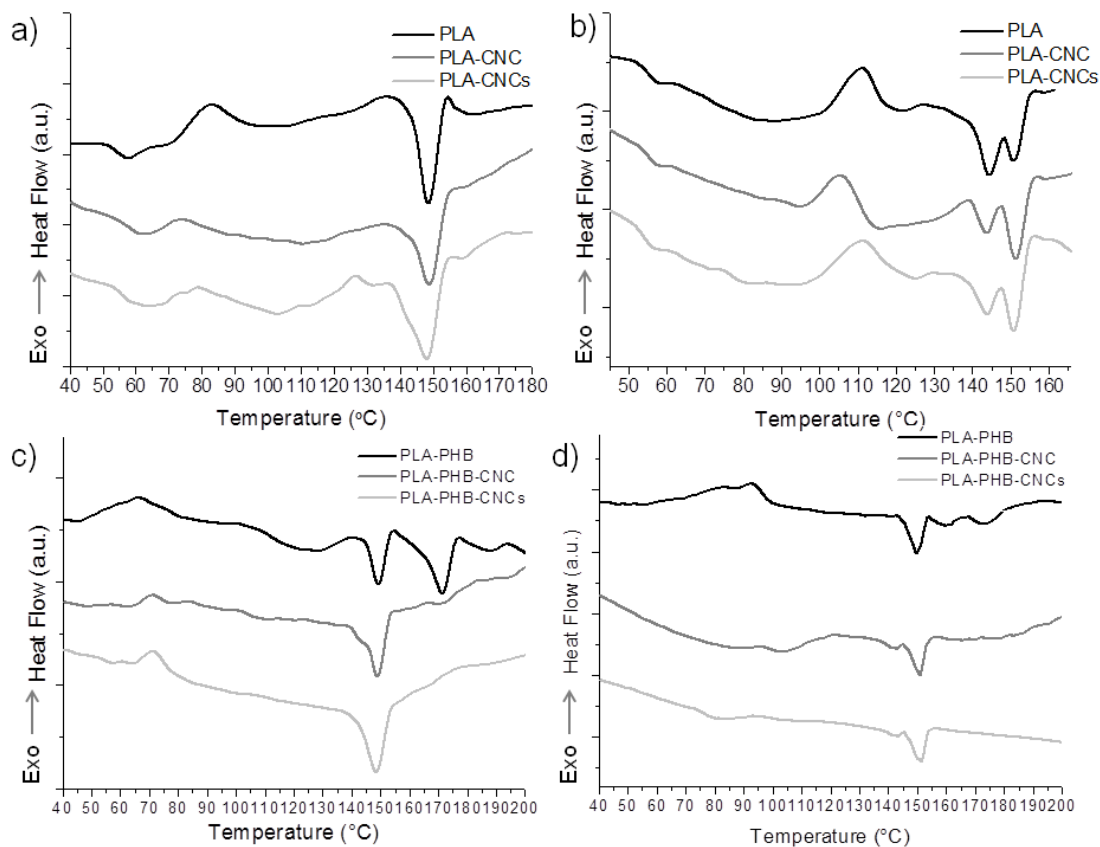 a)
PLA
PLA-CNC
PLA-CNCs
Exo → Heat Flow (a.u.)
40 50 60 70 80 90 100 110 120 130 140 150 160 170 180
Temperature (°C)
b)
PLA
PLA-CNC
PLA-CNCs
Exo → Heat Flow (a.u.)
50 60 70 80 90 100 110 120 130 140 150 160
Temperature (°C)
c)
PLA-PHB
PLA-PHB-CNC
PLA-PHB-CNCs
Exo → Heat Flow (a.u.)
40 50 60 70 80 90 100 110 120 130 140 150 160 170 180 190 200
Temperature (°C)
d)
PLA-PHB
PLA-PHB-CNC
PLA-PHB-CNCs
Exo → Heat Flow (a.u.)
40 50 60 70 80 90 100 110 120 130 140 150 160 170 180 190 200
Temperature (°C)